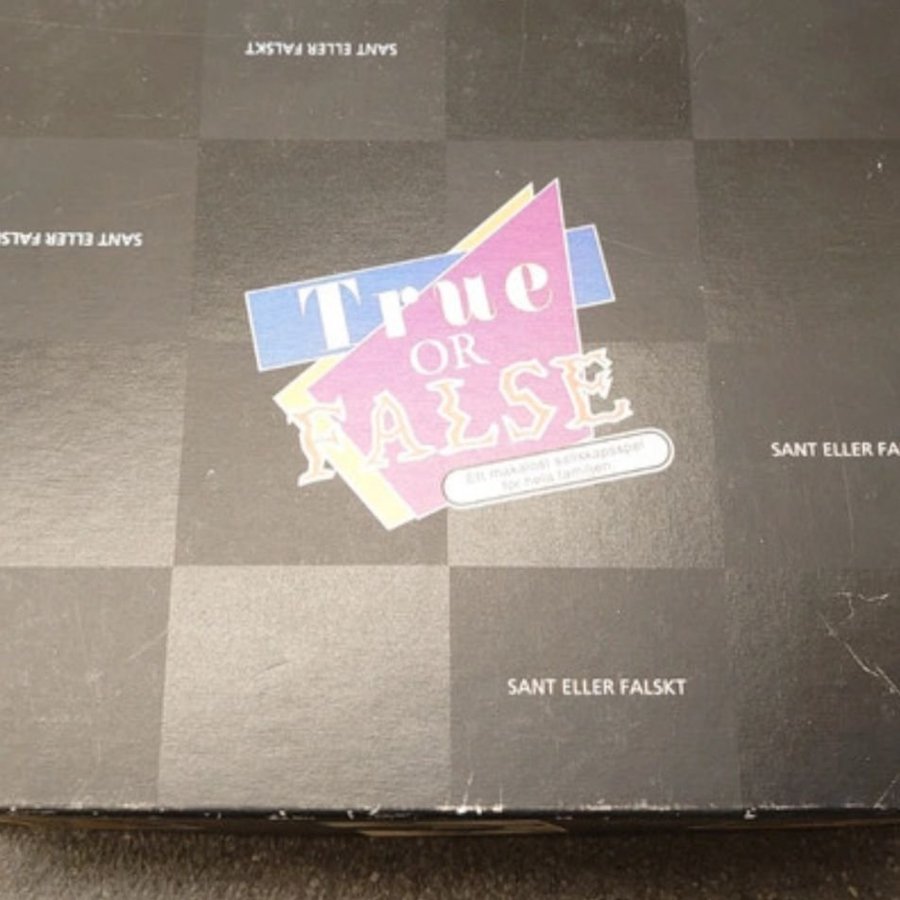 SANT ELLER FALSKT
SANT ELLER FALSK
True
OR
FALSE
Ett makalöst sällskapsspel
för hela familjen
SANT ELLER FA
SANT ELLER FALSKT